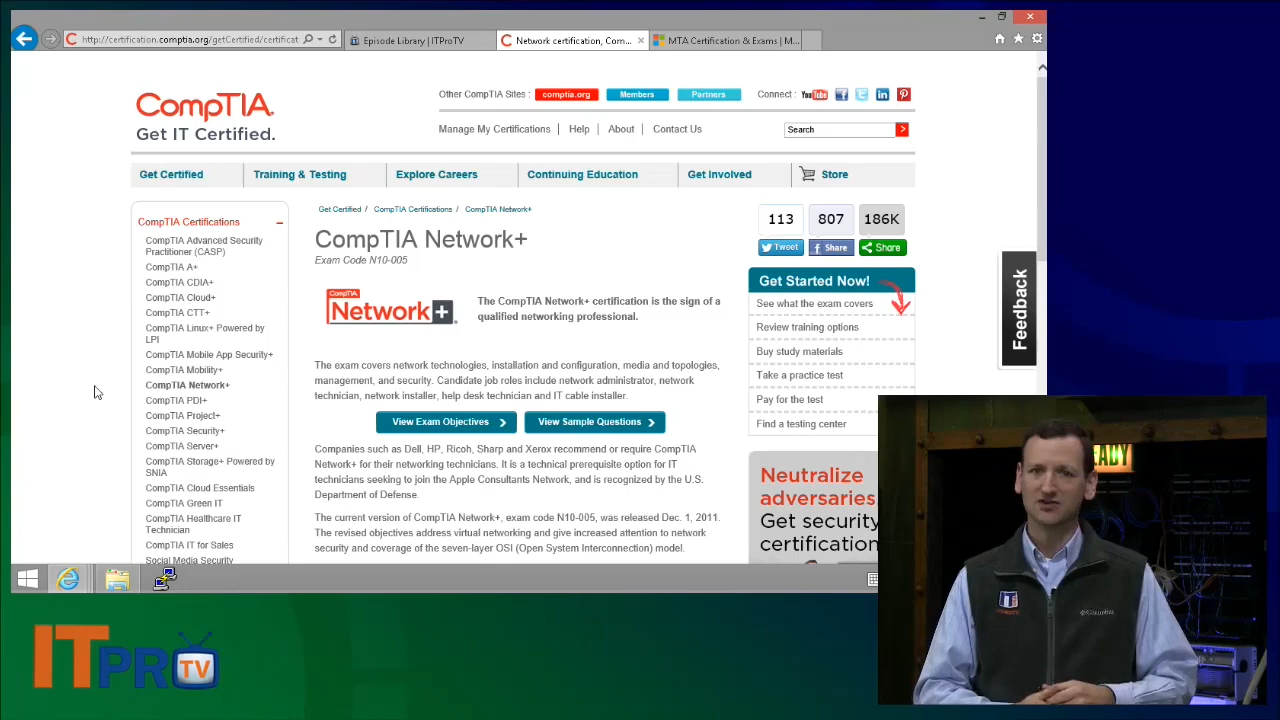 http://certification.comptia.org/getCertified/certificat
Episode Library | ITProTV
Network certification, Com...
MTA Certification & Exams | M...
CompTIA.
Get IT Certified.
Other CompTIA Sites :
comptia.org
Members
Partners
Connect :
YouTube
Manage My Certifications
Help
About
Contact Us
Search
Get Certified
Training & Testing
Explore Careers
Continuing Education
Get Involved
Store
CompTIA Certifications
CompTIA Advanced Security
Practitioner (CASP)
CompTIA A+
CompTIA CDIA+
CompTIA Cloud+
CompTIA CTT+
CompTIA Linux+ Powered by
LPI
CompTIA Mobile App Security+
CompTIA Mobility+
CompTIA Network+
CompTIA PDI+
CompTIA Project+
CompTIA Security+
CompTIA Server+
CompTIA Storage+ Powered by
SNIA
CompTIA Cloud Essentials
CompTIA Green IT
CompTIA Healthcare IT
Technician
CompTIA IT for Sales
Social Media Security
Get Certified / CompTIA Certifications / CompTIA Network+
CompTIA Network+
Exam Code N10-005
CompTIA
Network+
The CompTIA Network+ certification is the sign of a
qualified networking professional.
The exam covers network technologies, installation and configuration, media and topologies,
management, and security. Candidate job roles include network administrator, network
technician, network installer, help desk technician and IT cable installer.
View Exam Objectives
View Sample Questions
Companies such as Dell, HP, Ricoh, Sharp and Xerox recommend or require CompTIA
Network+ for their networking technicians. It is a technical prerequisite option for IT
technicians seeking to join the Apple Consultants Network, and is recognized by the U.S.
Department of Defense.
The current version of CompTIA Network+, exam code N10-005, was released Dec. 1, 2011.
The revised objectives address virtual networking and give increased attention to network
security and coverage of the seven-layer OSI (Open System Interconnection) model.
113
807
186K
Tweet
Share
Share
Get Started Now!
See what the exam covers
Review training options
Buy study materials
Take a practice test
Pay for the test
Find a testing center
Neutralize
adversaries
Get security
certification
Feedback
EADY
Columbia
ITPROTV